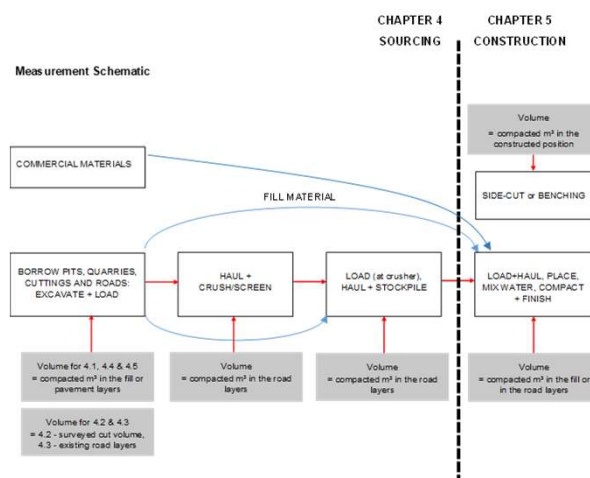 CHAPTER 4
SOURCING
CHAPTER 5
CONSTRUCTION
Measurement Schematic
Volume
= compacted m³ in the
constructed position
COMMERCIAL MATERIALS
SIDE-CUT or BENCHING
FILL MATERIAL
BORROW PITS, QUARRIES,
CUTTINGS AND ROADS:
EXCAVATE + LOAD
HAUL +
CRUSH/SCREEN
LOAD (at crusher),
HAUL + STOCKPILE
LOAD+HAUL, PLACE,
MIX WATER, COMPACT
+ FINISH
Volume for 4.1, 4.4 & 4.5
= compacted m³ in the fill or
pavement layers
Volume
= compacted m³ in the road
layers
Volume
= compacted m³ in the road
layers
Volume
= compacted m³ in the fill or in
the road layers
Volume for 4.2 & 4.3
= 4.2 - surveyed cut volume,
4.3 - existing road layers